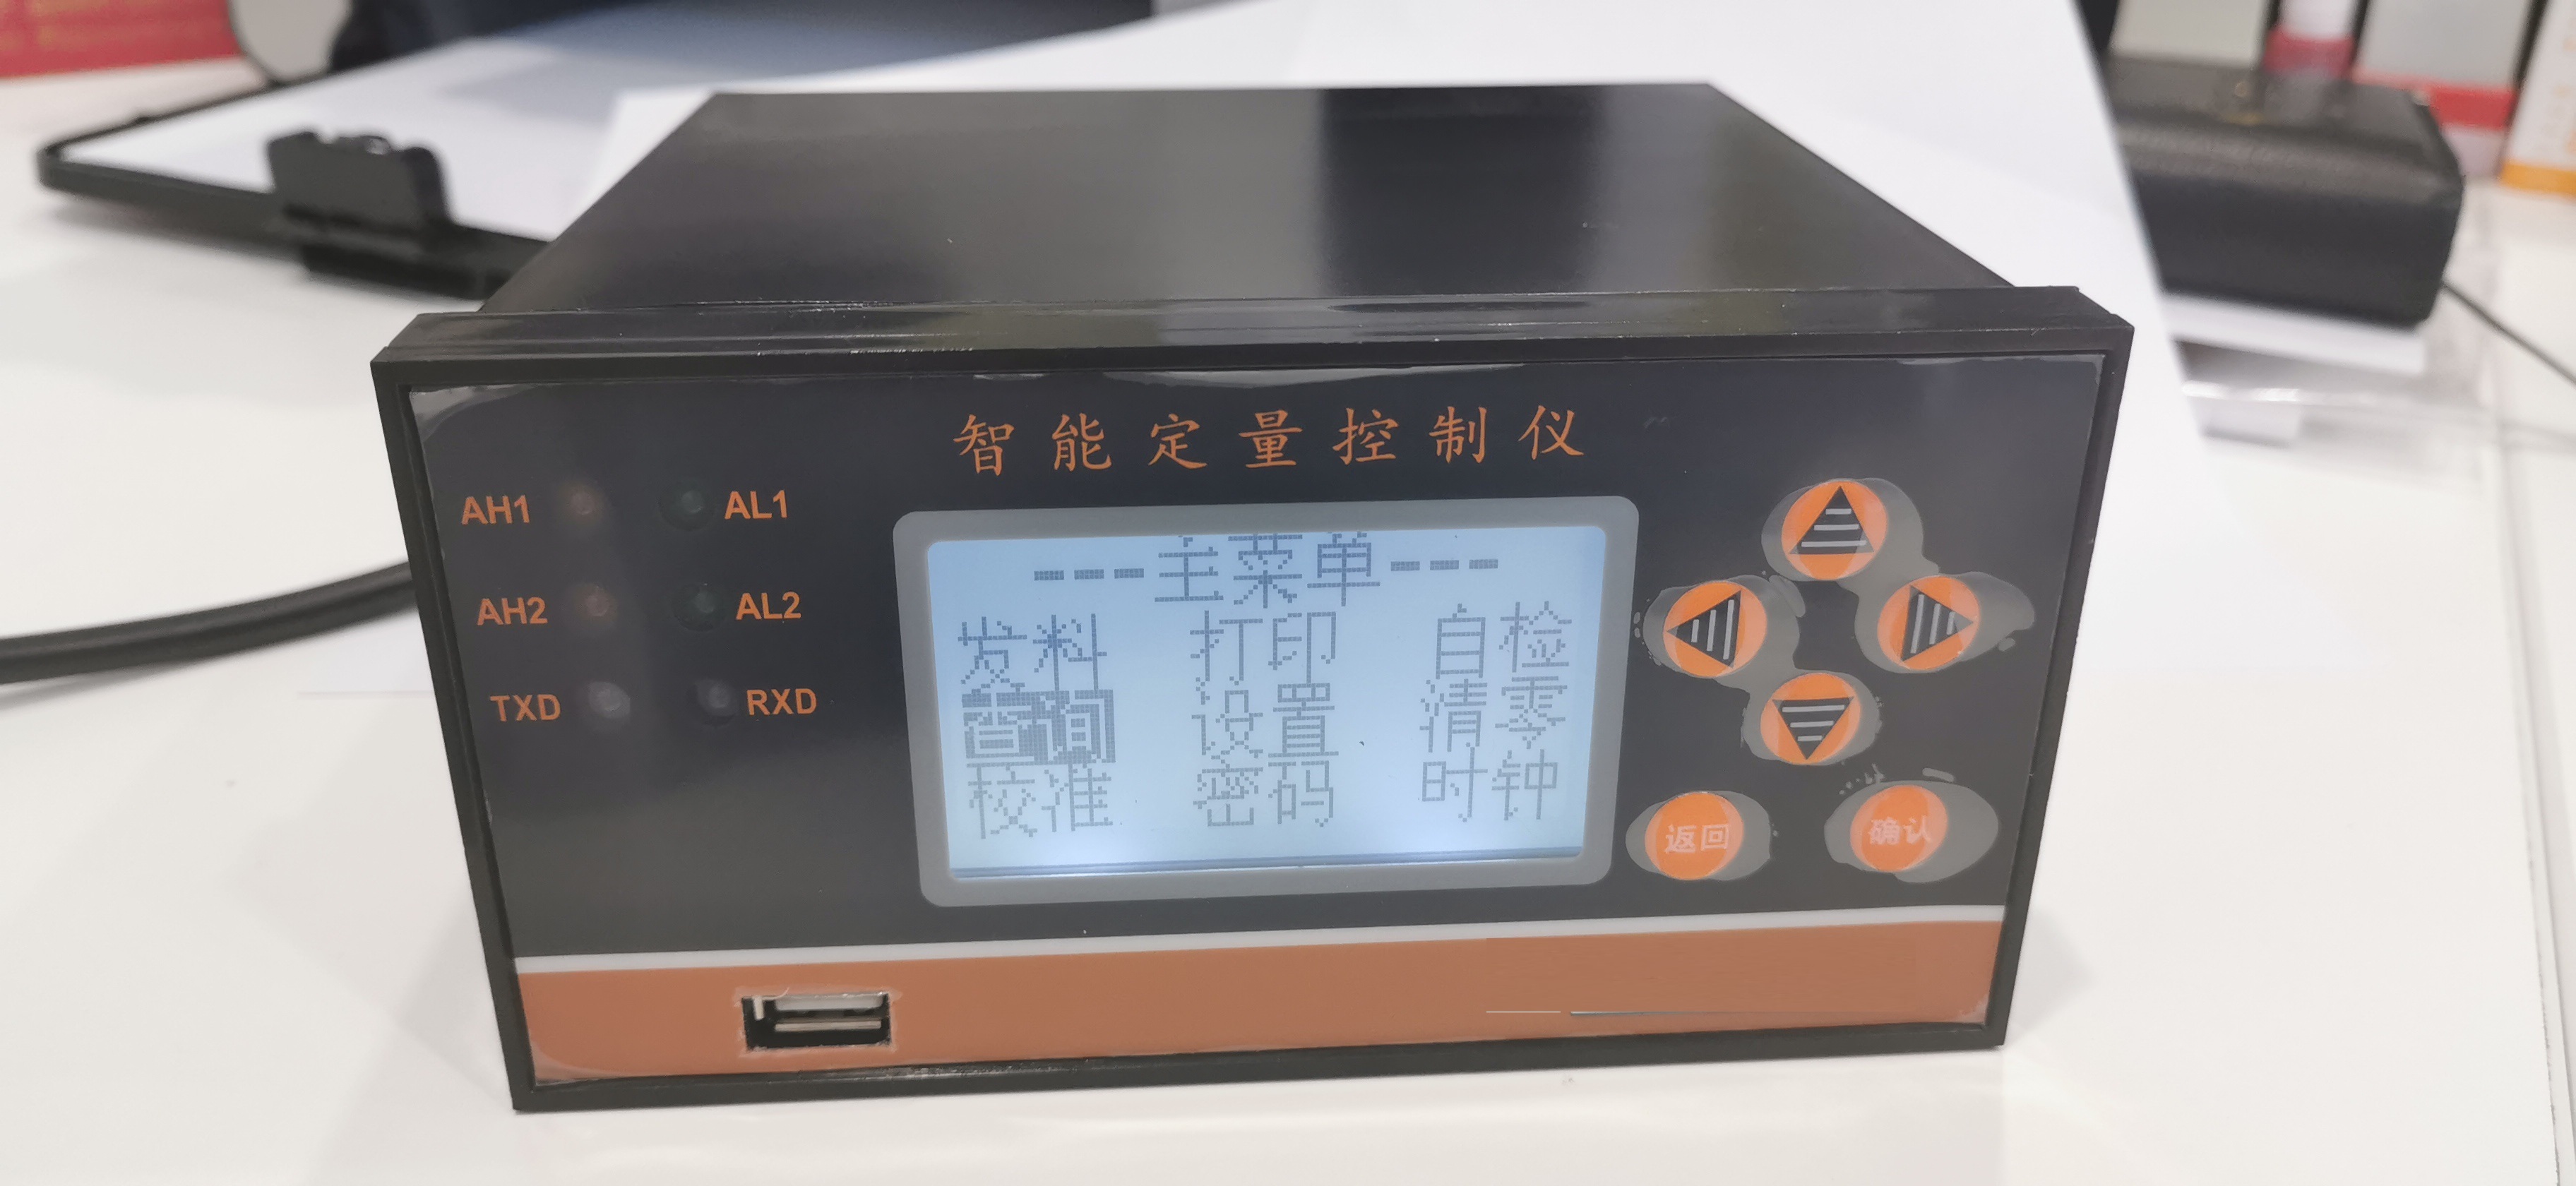 智能定量控制仪
AH1 AL1
AH2 AL2
TXD RXD
---主菜单---
发料 打印 自检
查询 设置 清零
校准 密码 时钟
返回 确认